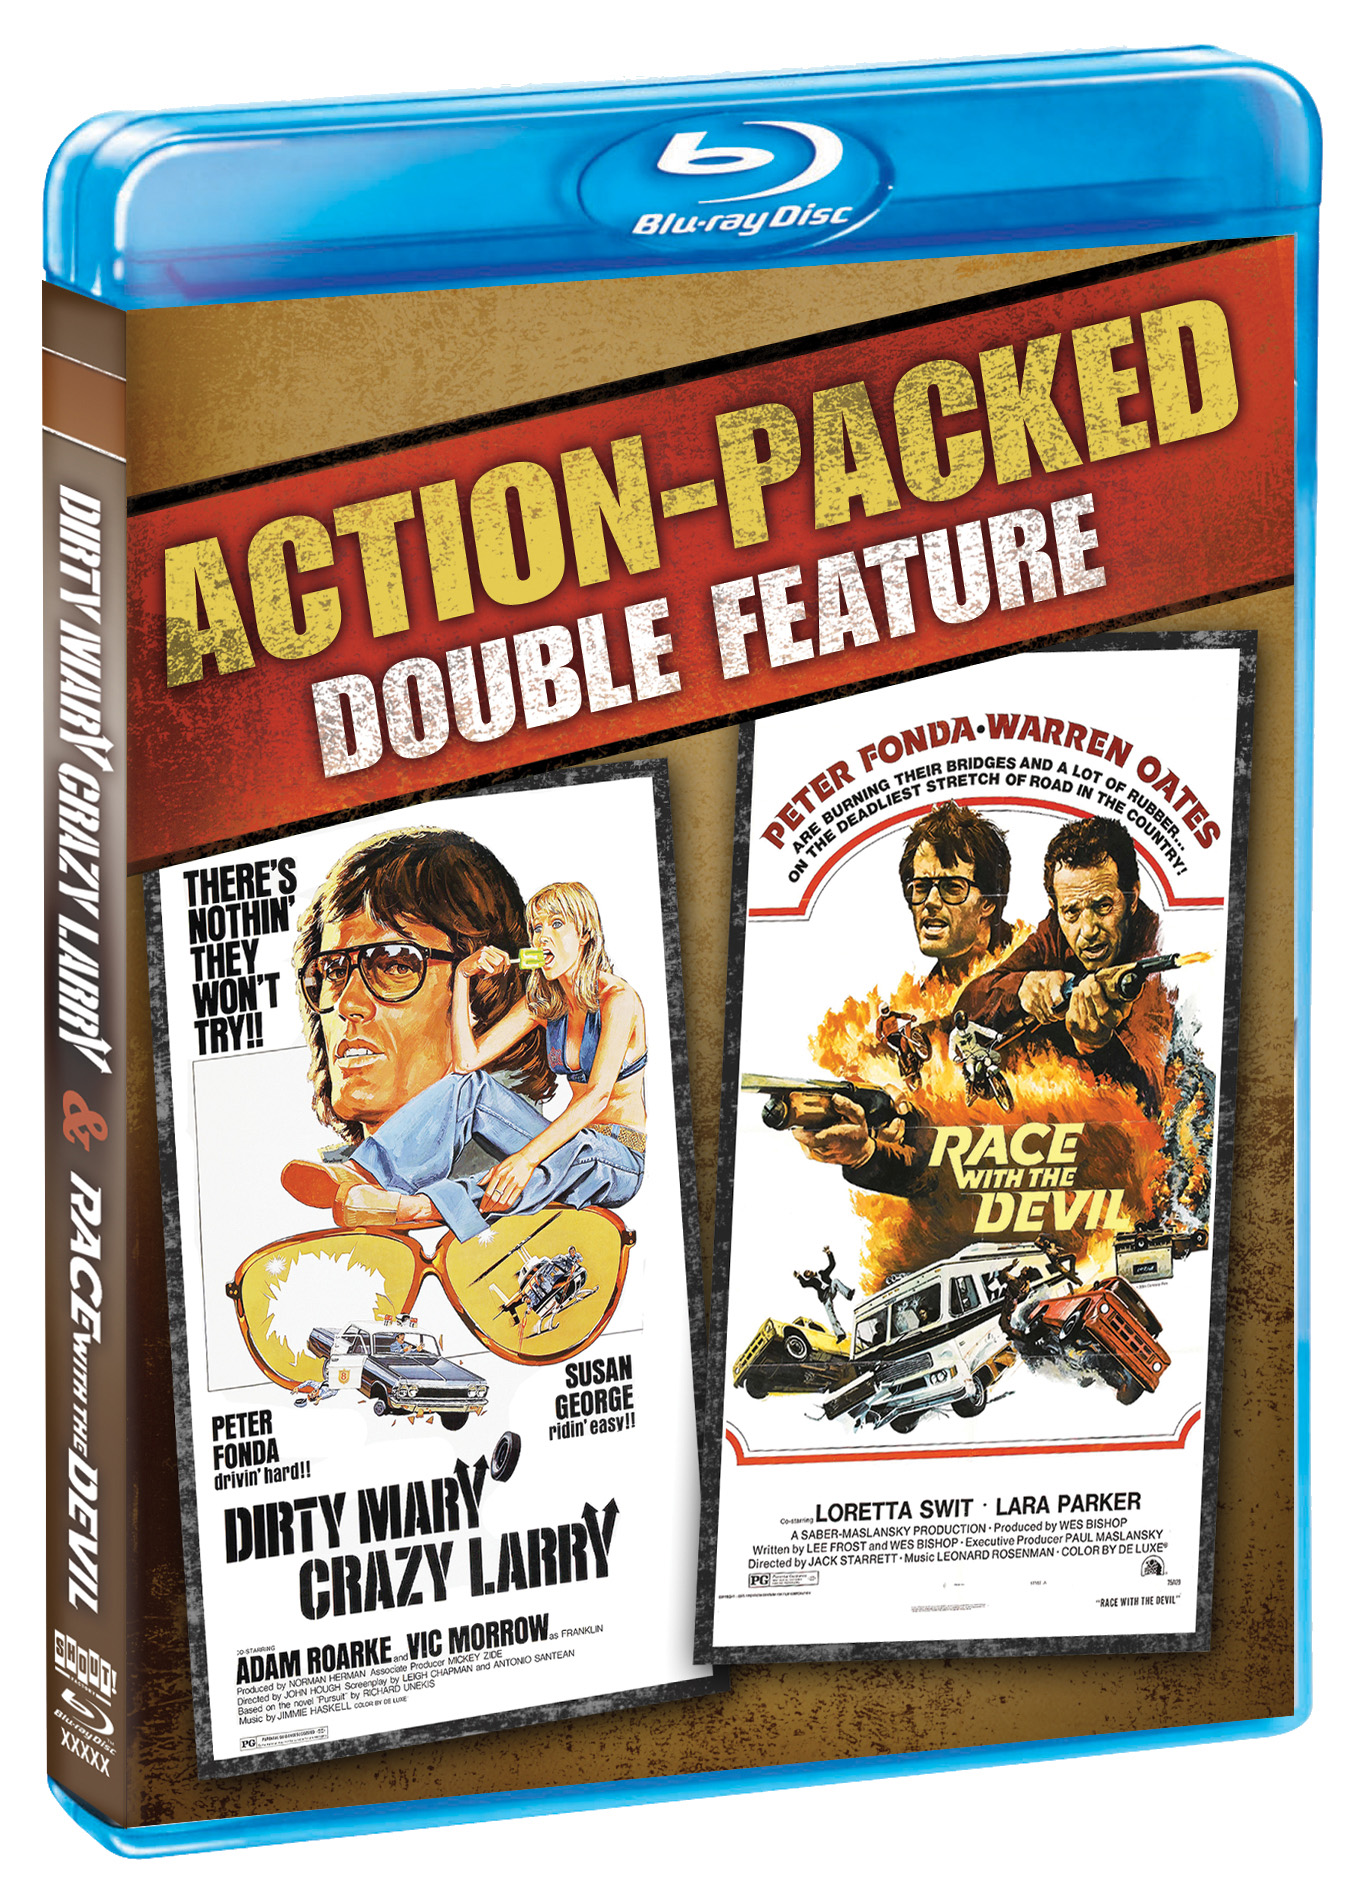 Blu-ray Disc
ACTION-PACKED
DOUBLE FEATURE
DIRTY MARY CRAZY LARRY & RACE WITH THE DEVIL
SHOUT!
FACTORY
Blu-ray Disc
XXXXX
THERE'S
NOTHIN'
THEY
WON'T
TRY!!
PETER
FONDA
drivin' hard!!
SUSAN
GEORGE
ridin' easy!!
DIRTY MARY
CRAZY LARRY
CO-STARRING
ADAM ROARKE and VIC MORROW as FRANKLIN
Produced by NORMAN HERMAN Associate Producer MICKEY ZIDE
Directed by JOHN HOUGH Screenplay by LEIGH CHAPMAN and ANTONIO SANTEAN
Based on the novel "Pursuit" by RICHARD UNEKIS
Music by JIMMIE HASKELL COLOR BY DE LUXE
PG
PETER FONDA · WARREN OATES
ARE BURNING THEIR BRIDGES AND A LOT OF RUBBER...
ON THE DEADLIEST STRETCH OF ROAD IN THE COUNTRY!
RACE
WITH THE
DEVIL
Co-starring LORETTA SWIT · LARA PARKER
A SABER-MASLANSKY PRODUCTION · Produced by WES BISHOP
Written by LEE FROST and WES BISHOP · Executive Producer PAUL MASLANSKY
Directed by JACK STARRETT · Music LEONARD ROSENMAN · COLOR BY DE LUXE®
PG
"RACE WITH THE DEVIL"